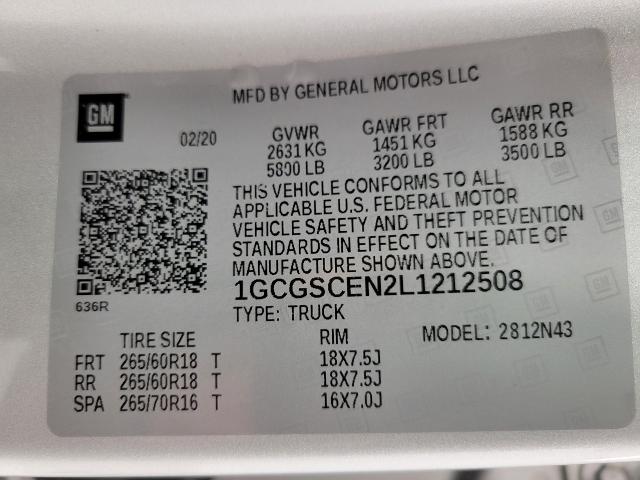 GM
MFD BY GENERAL MOTORS LLC
02/20 GVWR GAWR FRT GAWR RR
2631 KG 1451 KG 1588 KG
5800 LB 3200 LB 3500 LB
THIS VEHICLE CONFORMS TO ALL
APPLICABLE U.S. FEDERAL MOTOR
VEHICLE SAFETY AND THEFT PREVENTION
STANDARDS IN EFFECT ON THE DATE OF
MANUFACTURE SHOWN ABOVE.
636R 1GCGSCEN2L1212508
TYPE: TRUCK
TIRE SIZE RIM MODEL: 2812N43
FRT 265/60R18 T 18X7.5J
RR 265/60R18 T 18X7.5J
SPA 265/70R16 T 16X7.0J